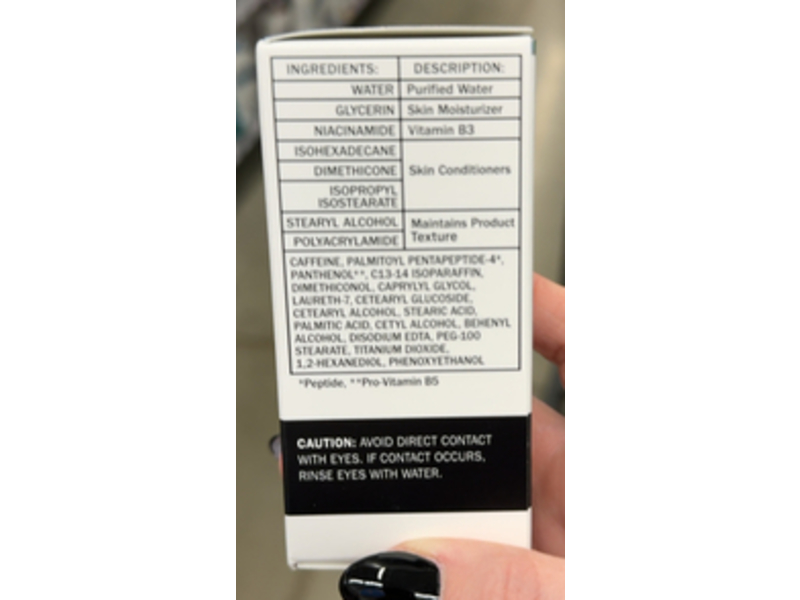 INGREDIENTS: DESCRIPTION:
WATER Purified Water
GLYCERIN Skin Moisturizer
NIACINAMIDE Vitamin B3
ISOHEXADECANE
DIMETHICONE Skin Conditioners
ISOPROPYL
ISOSTEARATE
STEARYL ALCOHOL Maintains Product
POLYACRYLAMIDE Texture
CAFFEINE, PALMITOYL PENTAPEPTIDE-4*,
PANTHENOL**, C13-14 ISOPARAFFIN,
DIMETHICONOL, CAPRYLYL GLYCOL,
LAURETH-7, CETEARYL GLUCOSIDE,
CETEARYL ALCOHOL, STEARIC ACID,
PALMITIC ACID, CETYL ALCOHOL, BEHENYL
ALCOHOL, DISODIUM EDTA, PEG-100
STEARATE, TITANIUM DIOXIDE,
1,2-HEXANEDIOL, PHENOXYETHANOL
*Peptide, **Pro-Vitamin B5
CAUTION: AVOID DIRECT CONTACT
WITH EYES. IF CONTACT OCCURS,
RINSE EYES WITH WATER.